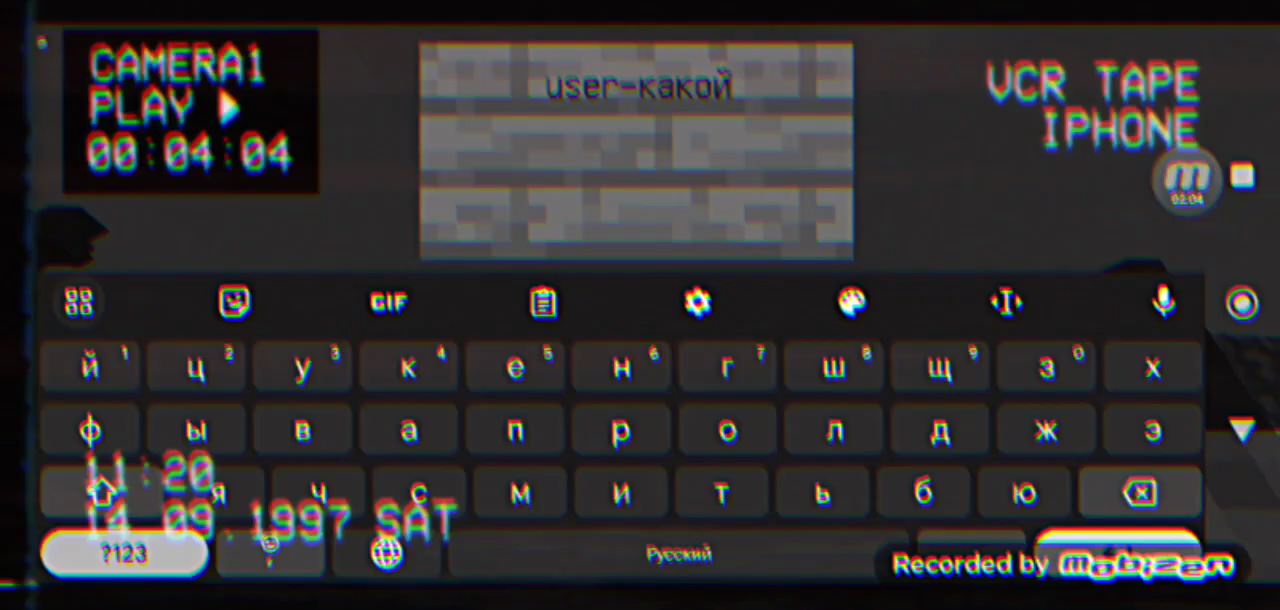 CAMERA1
PLAY
00:04:04
user-какой
VCR TAPE
IPHONE
m
02:04
GIF
й 1 ц 2 у 3 к 4 е 5 н 6 г 7 ш 8 щ 9 з 0 х
ф ы в а п р о л д ж э
11:20
я ч с м и т ь б ю
14 09.1997 SAT
?123 , Русский
Recorded by mobizen